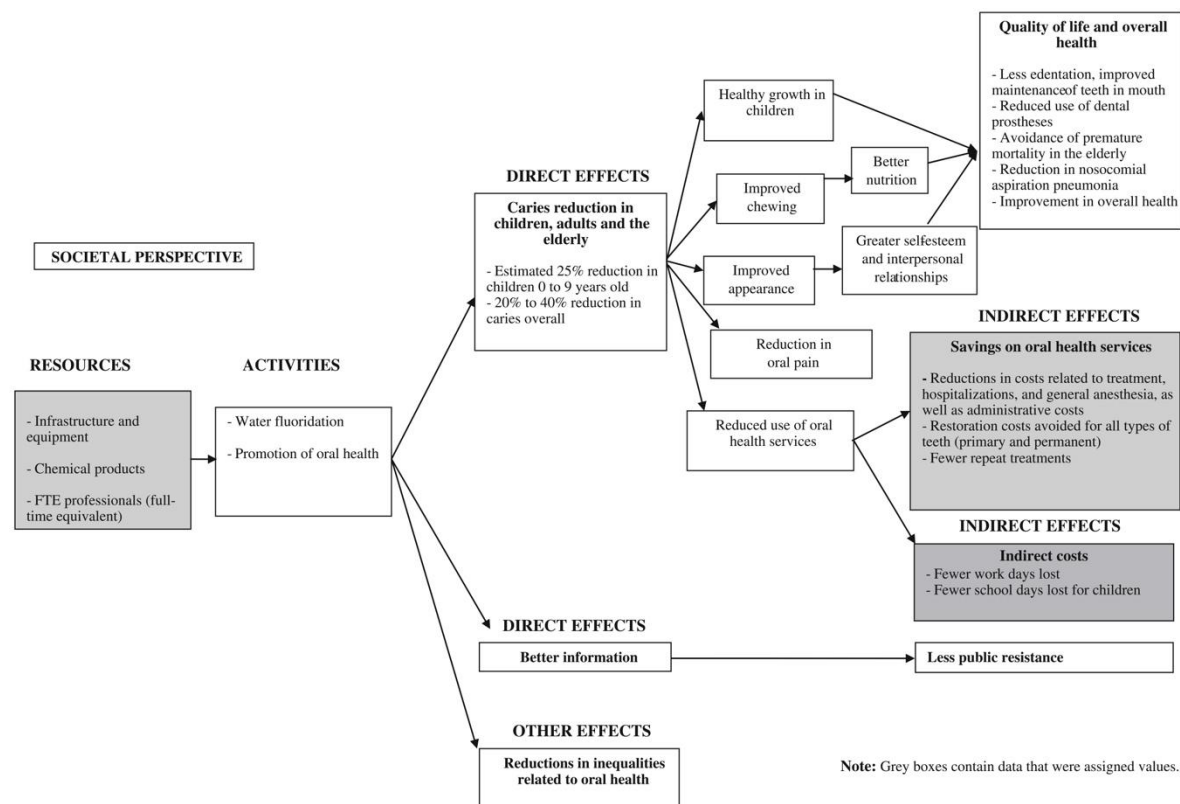 SOCIETAL PERSPECTIVE
RESOURCES
- Infrastructure and
equipment
- Chemical products
- FTE professionals (full-
time equivalent)
ACTIVITIES
- Water fluoridation
- Promotion of oral health
DIRECT EFFECTS
Caries reduction in
children, adults and the
elderly
- Estimated 25% reduction in
children 0 to 9 years old
- 20% to 40% reduction in
caries overall
Healthy growth in
children
Improved
chewing
Better
nutrition
Improved
appearance
Greater self-esteem
and interpersonal
relationships
Reduction in
oral pain
Reduced use of oral
health services
Quality of life and overall
health
- Less edentation, improved
maintenance of teeth in mouth
- Reduced use of dental
prostheses
- Avoidance of premature
mortality in the elderly
- Reduction in nosocomial
aspiration pneumonia
- Improvement in overall health
INDIRECT EFFECTS
Savings on oral health services
- Reductions in costs related to treatment,
hospitalizations, and general anesthesia, as
well as administrative costs
- Restoration costs avoided for all types of
teeth (primary and permanent)
- Fewer repeat treatments
INDIRECT EFFECTS
Indirect costs
- Fewer work days lost
- Fewer school days lost for children
DIRECT EFFECTS
Better information
Less public resistance
OTHER EFFECTS
Reductions in inequalities
related to oral health
Note: Grey boxes contain data that were assigned values.